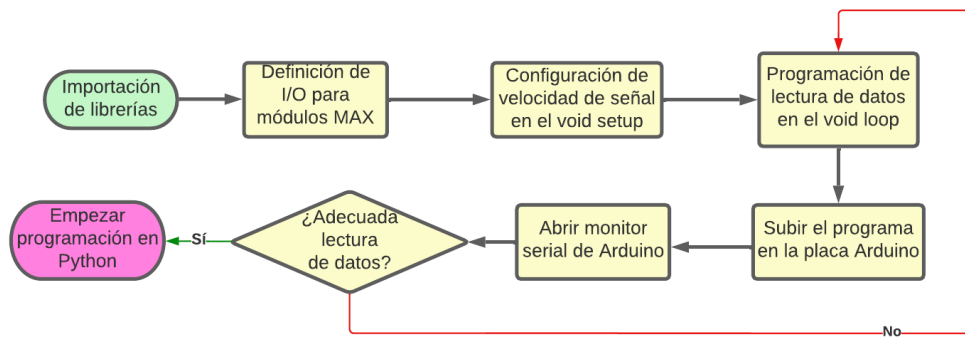 Importación
de librerías
Definición de
I/O para
módulos MAX
Configuración de
velocidad de señal
en el void setup
Programación de
lectura de datos
en el void loop
Subir el programa
en la placa Arduino
Abrir monitor
serial de Arduino
¿Adecuada
lectura
de datos?
Sí
Empezar
programación en
Python
No